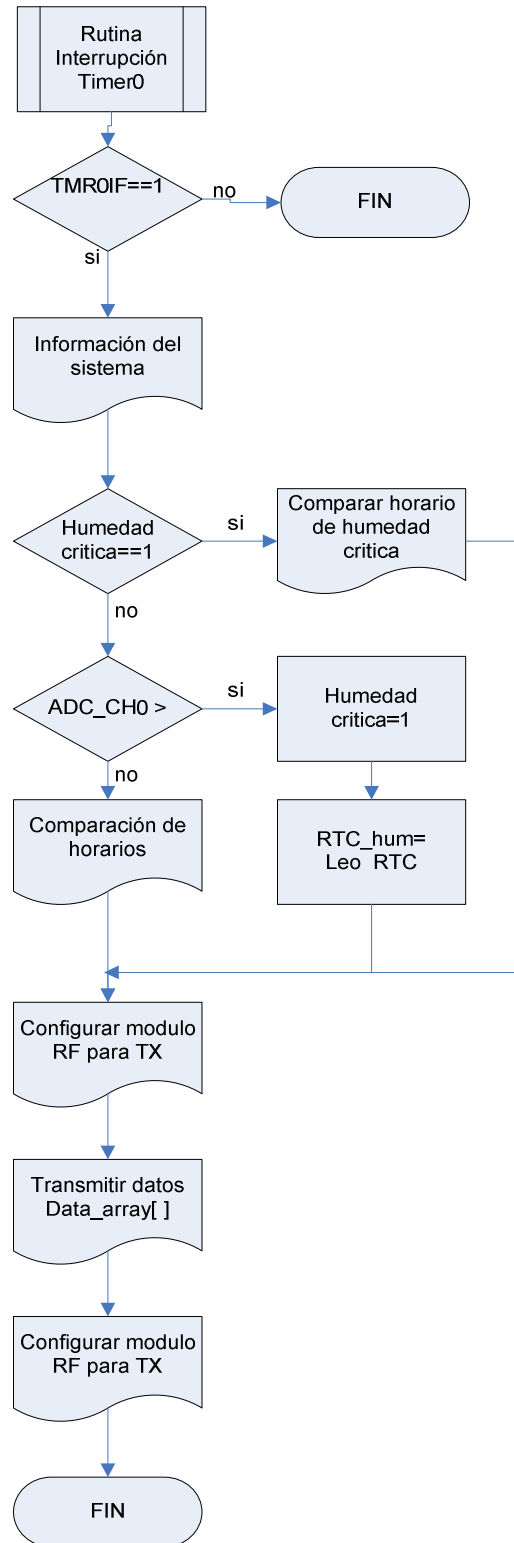 Rutina
Interrupción
Timer0
TMR0IF==1
no
FIN
si
Información del
sistema
Humedad
critica==1
si
Comparar horario
de humedad
critica
no
ADC_CH0 >
si
Humedad
critica=1
no
Comparación de
horarios
RTC_hum=
Leo RTC
Configurar modulo
RF para TX
Transmitir datos
Data_array[ ]
Configurar modulo
RF para TX
FIN